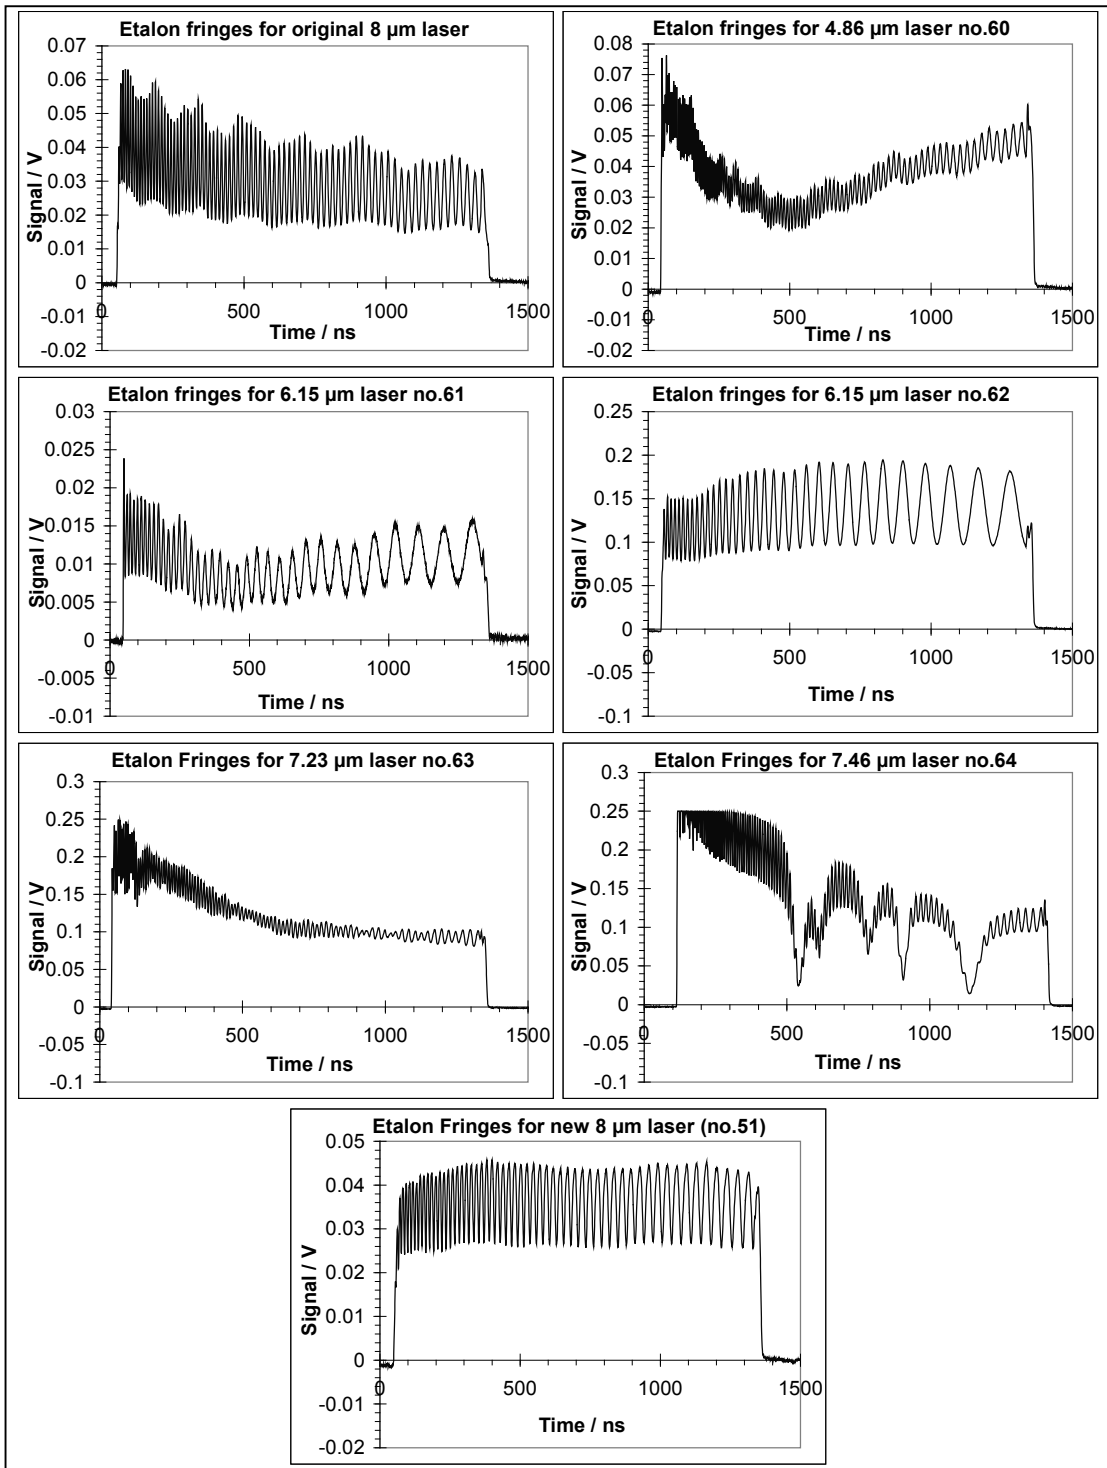 Etalon fringes for original 8 µm laser
0.07
0.06
0.05
0.04
0.03
0.02
0.01
0
-0.01
-0.02
Signal / V
0 500 1000 1500
Time / ns
Etalon fringes for 4.86 µm laser no.60
0.08
0.07
0.06
0.05
0.04
0.03
0.02
0.01
0
-0.01
-0.02
Signal / V
0 500 1000 1500
Time / ns
Etalon fringes for 6.15 µm laser no.61
0.03
0.025
0.02
0.015
0.01
0.005
0
-0.005
-0.01
Signal / V
0 500 1000 1500
Time / ns
Etalon fringes for 6.15 µm laser no.62
0.25
0.2
0.15
0.1
0.05
0
-0.05
-0.1
Signal / V
0 500 1000 1500
Time / ns
Etalon Fringes for 7.23 µm laser no.63
0.3
0.25
0.2
0.15
0.1
0.05
0
-0.05
-0.1
Signal / V
0 500 1000 1500
Time / ns
Etalon Fringes for 7.46 µm laser no.64
0.3
0.25
0.2
0.15
0.1
0.05
0
-0.05
-0.1
Signal / V
0 500 1000 1500
Time / ns
Etalon Fringes for new 8 µm laser (no.51)
0.05
0.04
0.03
0.02
0.01
0
-0.01
-0.02
Signal / V
0 500 1000 1500
Time / ns